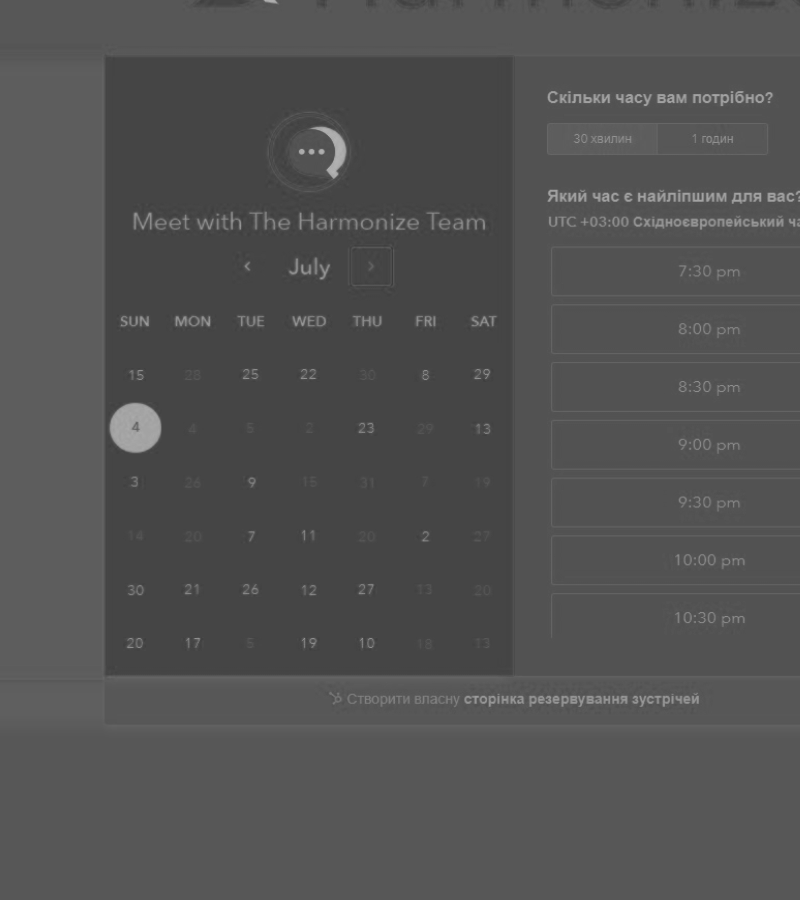 Meet with The Harmonize Team
July
SUN MON TUE WED THU FRI SAT
15 28 25 22 30 8 29
4 4 5 2 23 29 13
3 26 9 15 31 7 19
14 20 7 11 20 2 27
30 21 26 12 27 13 20
20 17 5 19 10 18 13
Скільки часу вам потрібно?
30 хвилин 1 годин
Який час є найліпшим для вас?
UTC +03:00 Східноєвропейський
7:30 pm
8:00 pm
8:30 pm
9:00 pm
9:30 pm
10:00 pm
10:30 pm
Створити власну сторінка резервування зустрічей